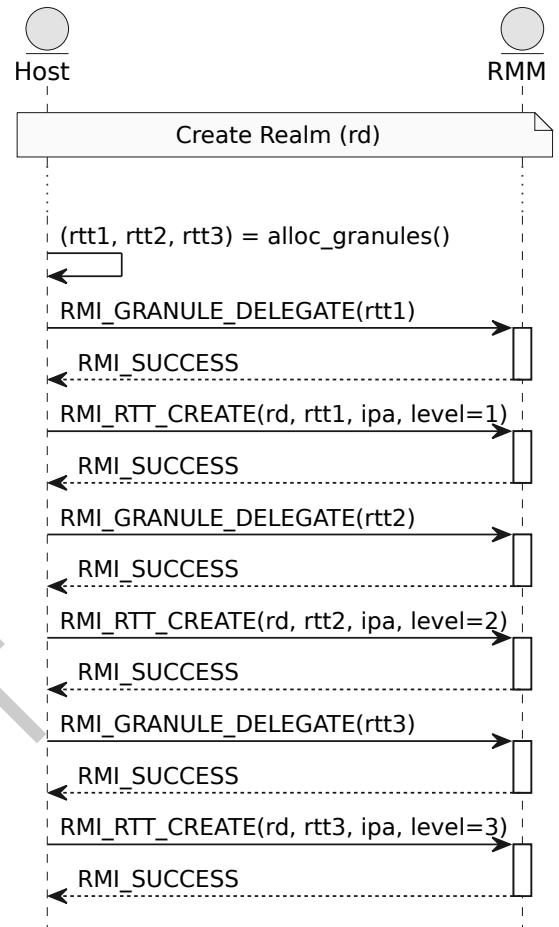 Host
RMM
Create Realm (rd)
(rtt1, rtt2, rtt3) = alloc_granules()
RMI_GRANULE_DELEGATE(rtt1)
RMI_SUCCESS
RMI_RTT_CREATE(rd, rtt1, ipa, level=1)
RMI_SUCCESS
RMI_GRANULE_DELEGATE(rtt2)
RMI_SUCCESS
RMI_RTT_CREATE(rd, rtt2, ipa, level=2)
RMI_SUCCESS
RMI_GRANULE_DELEGATE(rtt3)
RMI_SUCCESS
RMI_RTT_CREATE(rd, rtt3, ipa, level=3)
RMI_SUCCESS